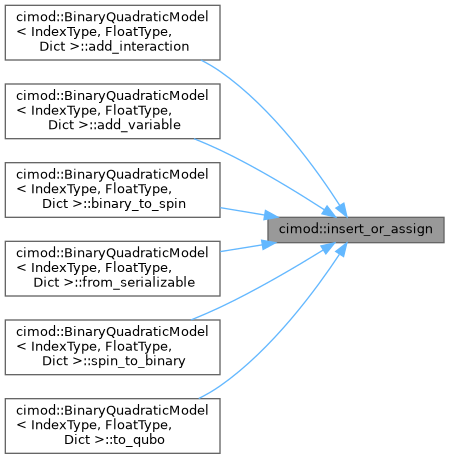 cimod::BinaryQuadraticModel
< IndexType, FloatType,
Dict >::add_interaction
cimod::BinaryQuadraticModel
< IndexType, FloatType,
Dict >::add_variable
cimod::BinaryQuadraticModel
< IndexType, FloatType,
Dict >::binary_to_spin
cimod::insert_or_assign
cimod::BinaryQuadraticModel
< IndexType, FloatType,
Dict >::from_serializable
cimod::BinaryQuadraticModel
< IndexType, FloatType,
Dict >::spin_to_binary
cimod::BinaryQuadraticModel
< IndexType, FloatType,
Dict >::to_qubo